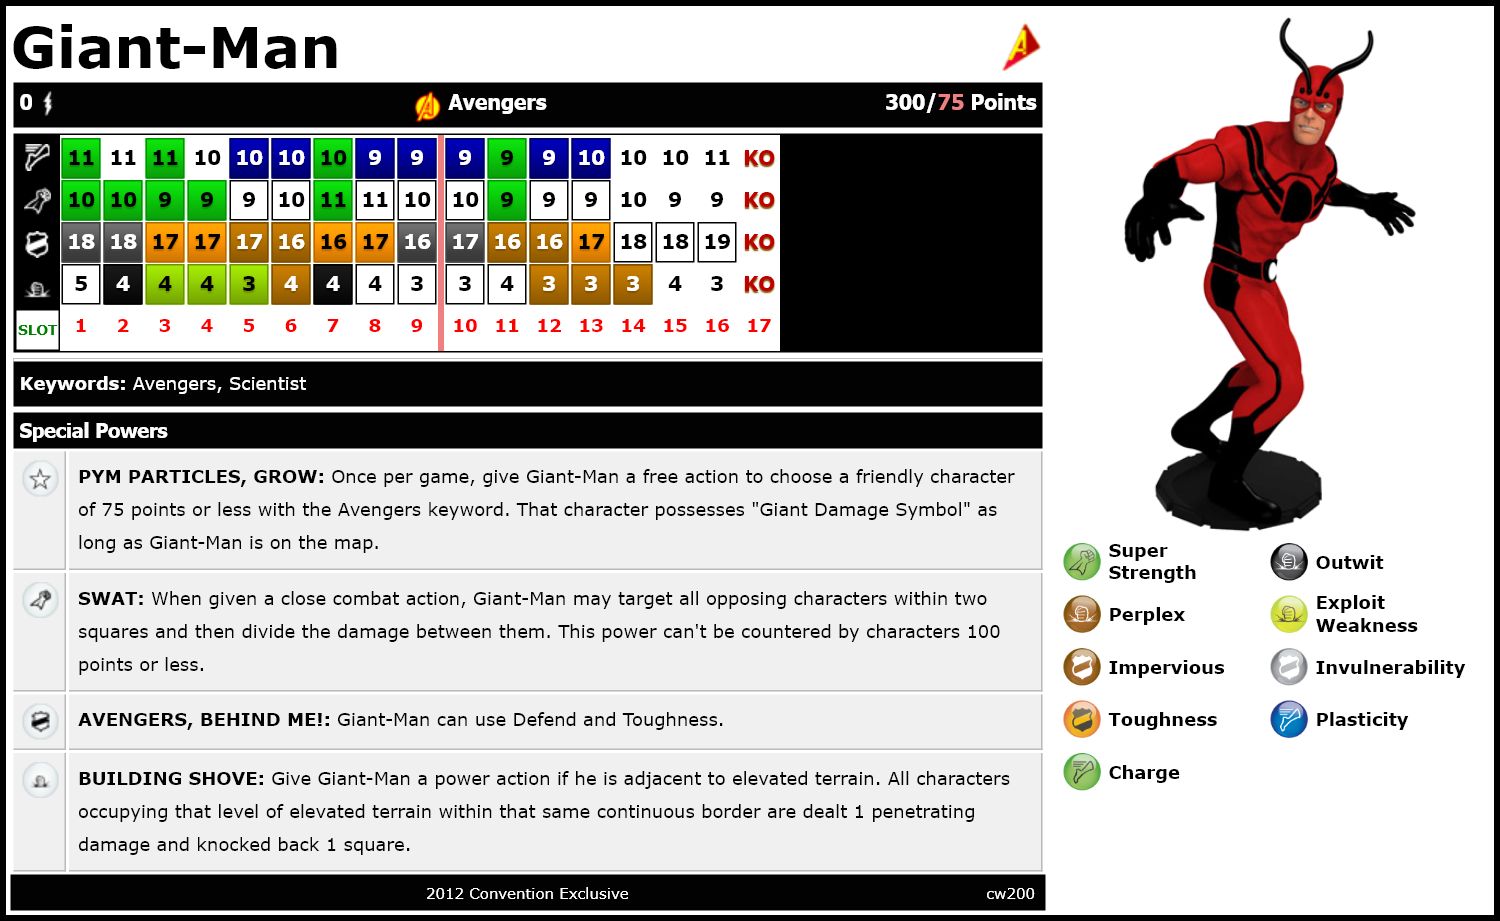 Giant-Man
A
0 Avengers 300/75 Points
11 11 11 10 10 10 10 9 9 9 9 9 10 10 10 11 KO
10 10 9 9 9 10 11 11 10 10 9 9 9 10 9 9 KO
18 18 17 17 17 16 16 17 16 17 16 16 17 18 18 19 KO
5 4 4 4 3 4 4 4 3 3 4 3 3 3 4 3 KO
SLOT 1 2 3 4 5 6 7 8 9 10 11 12 13 14 15 16 17
Keywords: Avengers, Scientist
Special Powers
PYM PARTICLES, GROW: Once per game, give Giant-Man a free action to choose a friendly character
of 75 points or less with the Avengers keyword. That character possesses "Giant Damage Symbol" as
long as Giant-Man is on the map.
SWAT: When given a close combat action, Giant-Man may target all opposing characters within two
squares and then divide the damage between them. This power can't be countered by characters 100
points or less.
AVENGERS, BEHIND ME!: Giant-Man can use Defend and Toughness.
BUILDING SHOVE: Give Giant-Man a power action if he is adjacent to elevated terrain. All characters
occupying that level of elevated terrain within that same continuous border are dealt 1 penetrating
damage and knocked back 1 square.
2012 Convention Exclusive cw200
Super
Strength
Outwit
Perplex
Exploit
Weakness
Impervious
Invulnerability
Toughness
Plasticity
Charge